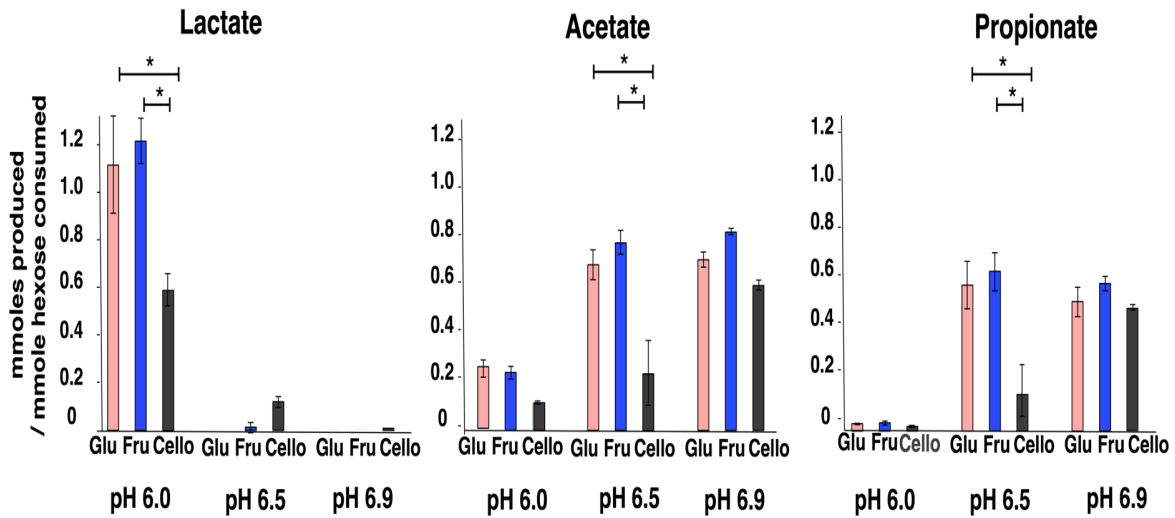 Lactate Acetate Propionate
* * *
* * *
mmoles produced
/ mmole hexose consumed
1.2
1.0
0.8
0.6
0.4
0.2
0
1.2
1.0
0.8
0.6
0.4
0.2
0
1.2
1.0
0.8
0.6
0.4
0.2
0
Glu Fru Cello Glu Fru Cello Glu Fru Cello
pH 6.0 pH 6.5 pH 6.9
Glu Fru Cello Glu Fru Cello Glu Fru Cello
pH 6.0 pH 6.5 pH 6.9
Glu Fru Cello Glu Fru Cello Glu Fru Cello
pH 6.0 pH 6.5 pH 6.9